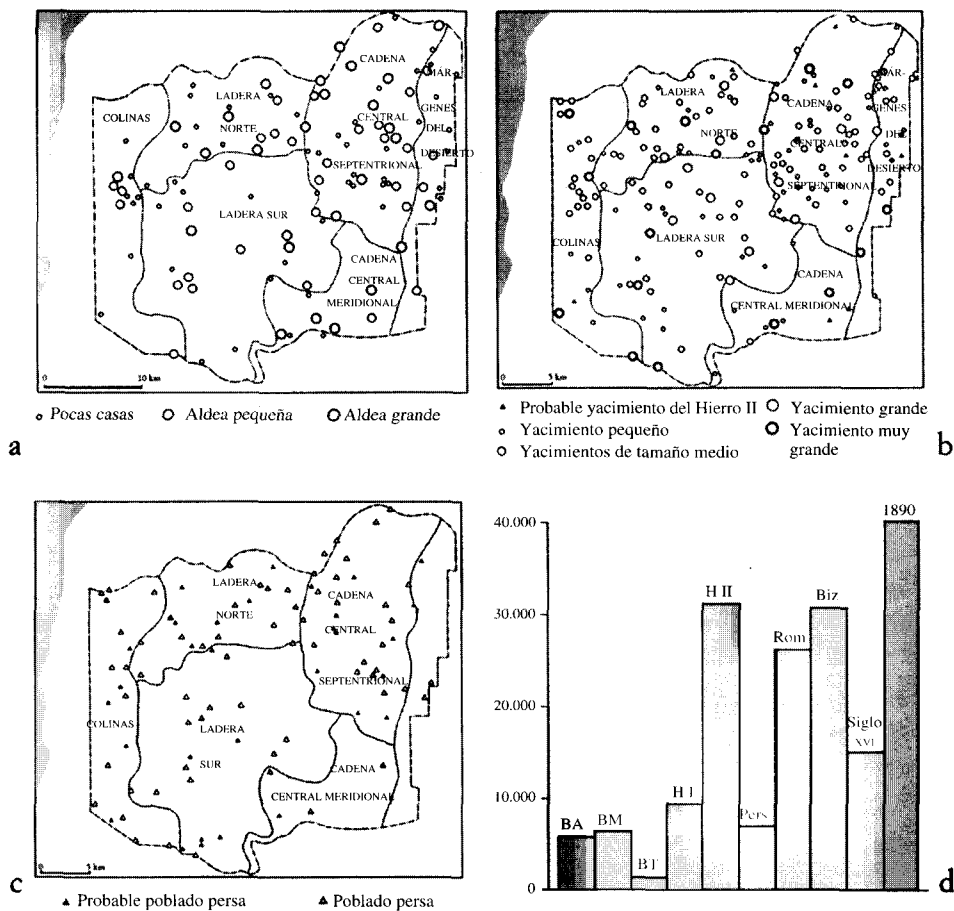 COLINAS
LADERA
NORTE
CADENA
CENTRAL
SEPTENTRIONAL
MÁR-
GENES
DEL
DESIERTO
LADERA SUR
CADENA
CENTRAL
MERIDIONAL
0 10 km
Pocas casas Aldea pequeña Aldea grande
a
LADERA
NORTE
CADENA
CENTRAL
SEPTENTRIONAL
MÁR-
GENES
DEL
DESIERTO
COLINAS
LADERA SUR
CADENA
CENTRAL MERIDIONAL
0 5 km
Probable yacimiento del Hierro II Yacimiento grande
Yacimiento pequeño Yacimiento muy
Yacimientos de tamaño medio grande
b
LADERA
NORTE
CADENA
CENTRAL
SEPTENTRIONAL
COLINAS
LADERA
SUR
CADENA
CENTRAL MERIDIONAL
0 5 km
Probable poblado persa Poblado persa
c
1890
40.000
H II
Biz
30.000
Rom
20.000
Siglo
XVI
10.000
H I
Pers
BA
BM
BT
0
d